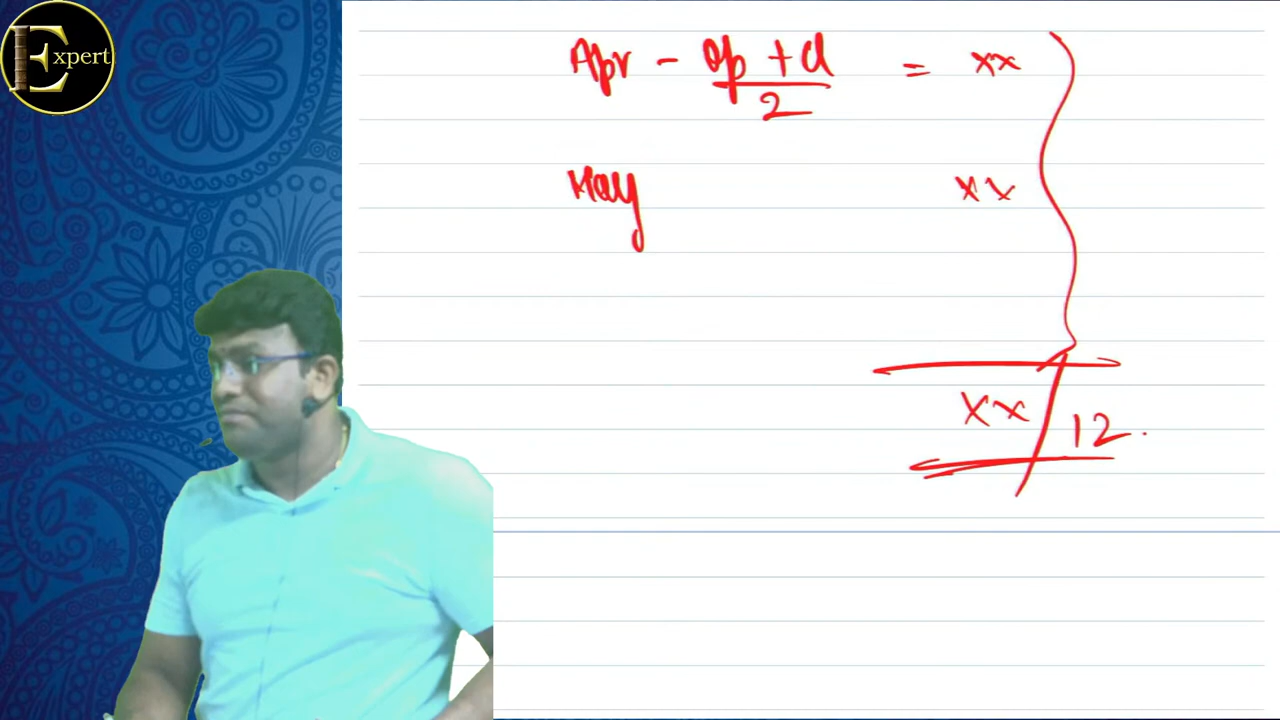 Expert
Apr - Op + Cl = xx
2
May xx
xx / 12.